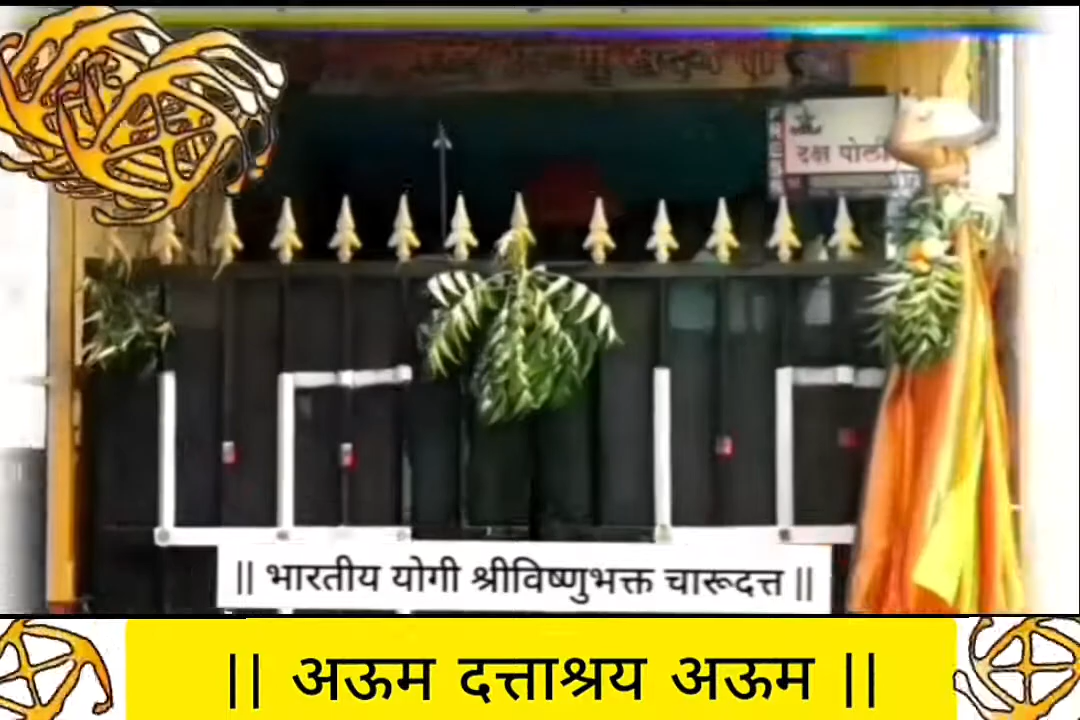 दक्ष पोली
|| भारतीय योगी श्रीविष्णुभक्त चारूदत्त ||
|| अऊम दत्ताश्रय अऊम ||